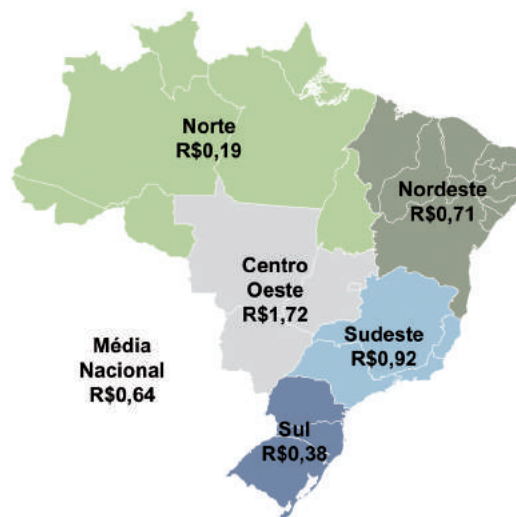 Norte
R$0,19
Nordeste
R$0,71
Centro
Oeste
R$1,72
Sudeste
R$0,92
Média
Nacional
R$0,64
Sul
R$0,38